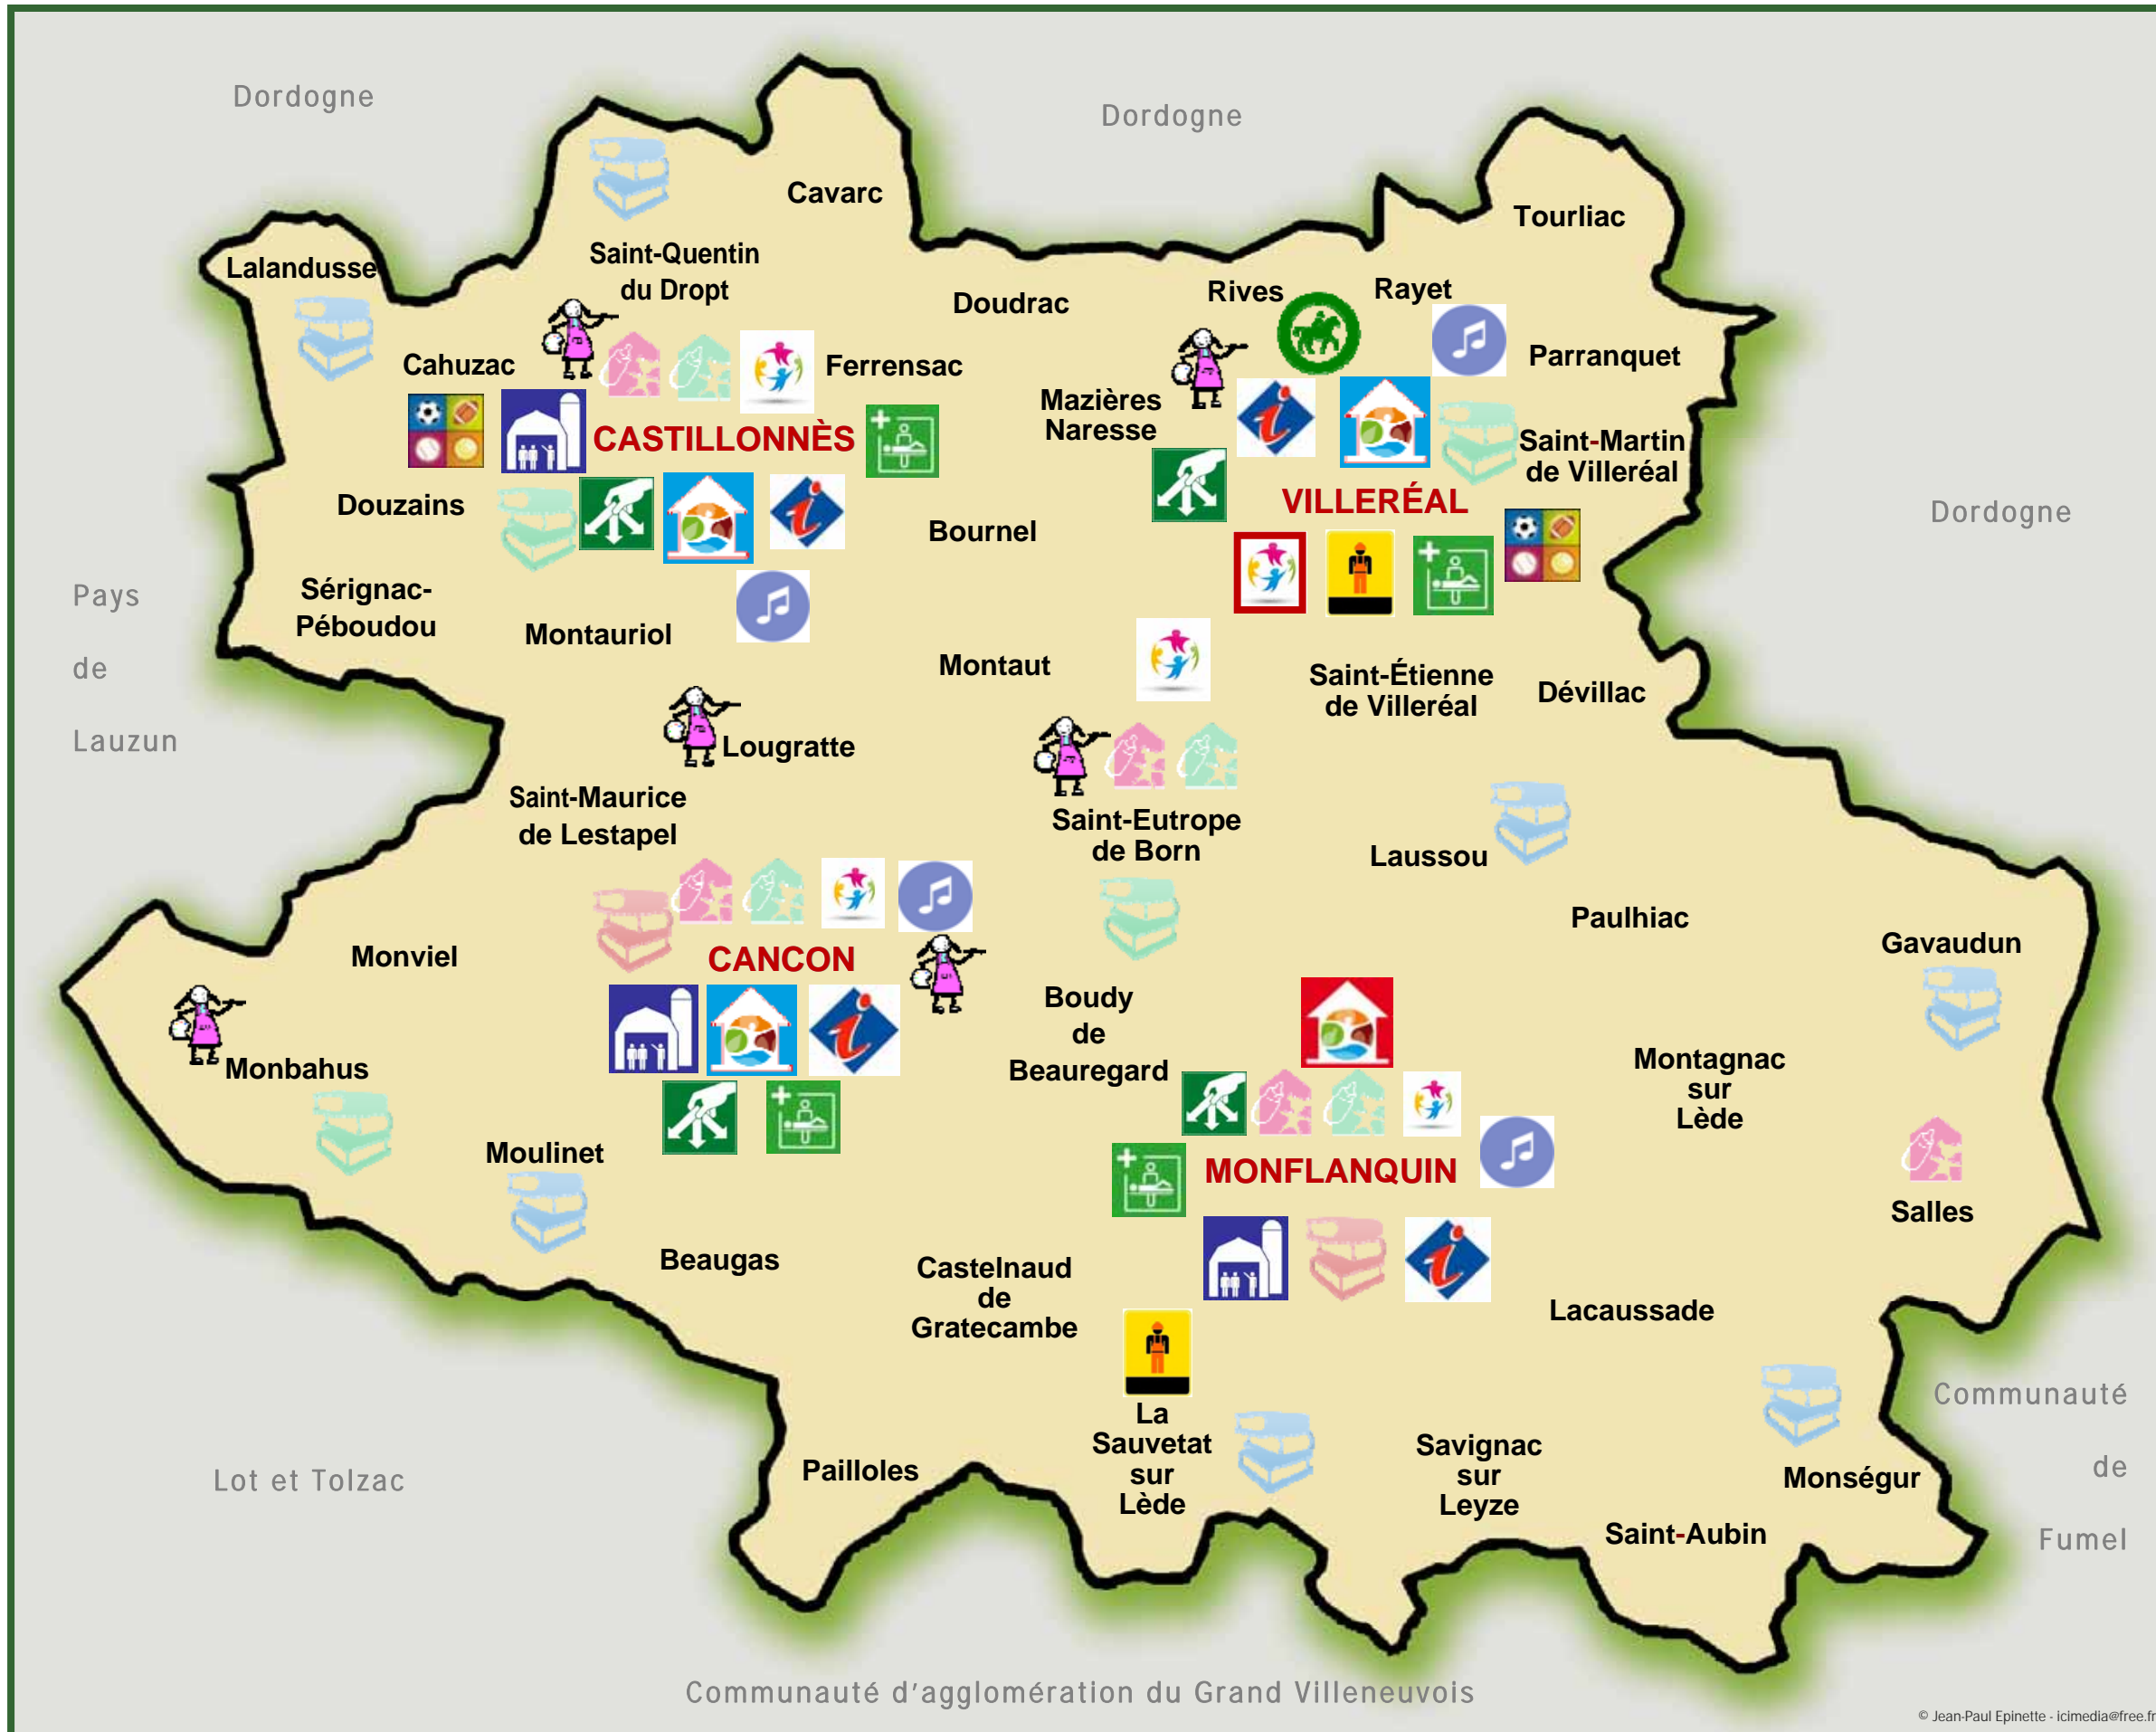 Dordogne
Dordogne
Cavarc
Tourliac
Saint-Quentin
du Dropt
Lalandusse
Doudrac
Rives
Rayet
Cahuzac
Ferrensac
Parranquet
Mazières
Naresse
CASTILLONNÈS
Saint-Martin
de Villeréal
Douzains
VILLERÉAL
Dordogne
Bournel
Pays
de
Lauzun
Sérignac-
Péboudou
Montauriol
Montaut
Saint-Étienne
de Villeréal
Dévillac
Lougratte
Saint-Maurice
de Lestapel
Saint-Eutrope
de Born
Laussou
Paulhiac
Gavaudun
Monviel
CANCON
Boudy
de
Beauregard
Monbahus
Montagnac
sur
Lède
Moulinet
MONFLANQUIN
Salles
Beaugas
Castelnaud
de
Gratecambe
Lacaussade
Communauté
de
Fumel
La
Sauvetat
sur
Lède
Savignac
sur
Leyze
Pailloles
Monségur
Lot et Tolzac
Saint-Aubin
Communauté d'agglomération du Grand Villeneuvois
© Jean-Paul Epinette - icimedia@free.fr